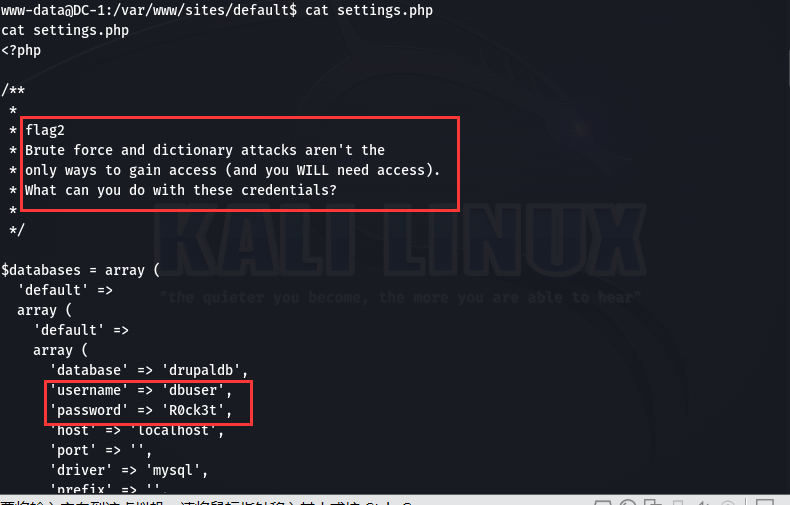 www-data@DC-1:/var/www/sites/default$ cat settings.php
cat settings.php
<?php
/**
 *
 * flag2
 * Brute force and dictionary attacks aren't the
 * only ways to gain access (and you WILL need access).
 * What can you do with these credentials?
 *
 */
KALI LINUX
"the quieter you become, the more you are able to hear"
$databases = array (
  'default' =>
  array (
    'default' =>
    array (
      'database' => 'drupaldb',
      'username' => 'dbuser',
      'password' => 'R0ck3t',
      'host' => 'localhost',
      'port' => '',
      'driver' => 'mysql',
      'prefix' => '',